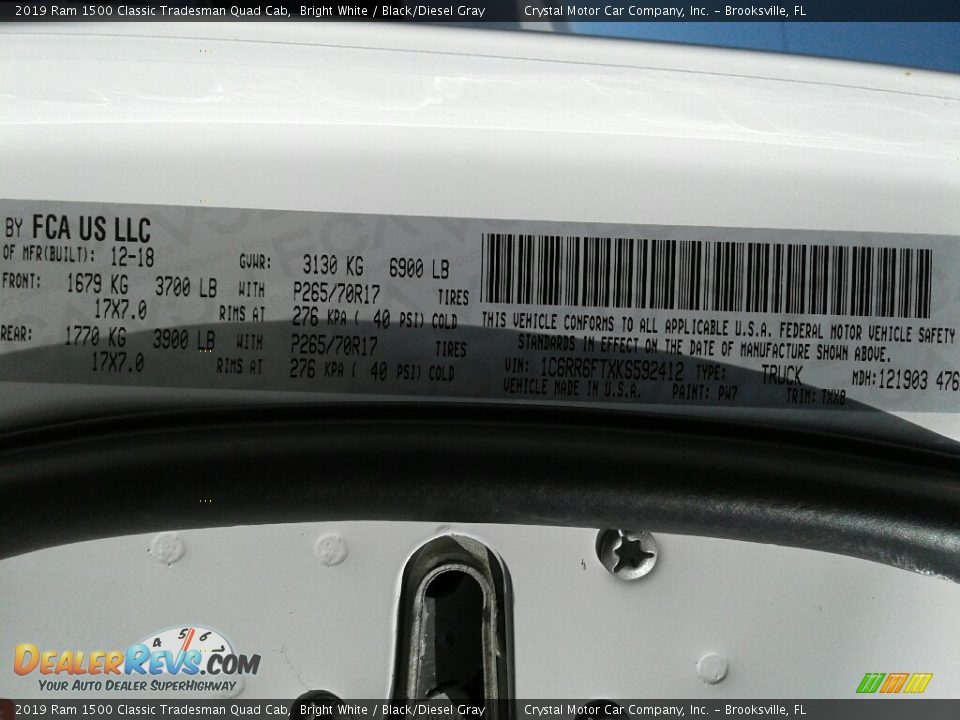 2019 Ram 1500 Classic Tradesman Quad Cab, Bright White / Black/Diesel Gray Crystal Motor Car Company, Inc. - Brooksville, FL
BY FCA US LLC
OF MFR(BUILT): 12-18 GVWR: 3130 KG 6900 LB
FRONT: 1679 KG 3700 LB WITH P265/70R17 TIRES
17X7.0 RIMS AT 276 KPA ( 40 PSI) COLD
REAR: 1770 KG 3900 LB WITH P265/70R17 TIRES
17X7.0 RIMS AT 276 KPA ( 40 PSI) COLD
THIS VEHICLE CONFORMS TO ALL APPLICABLE U.S.A. FEDERAL MOTOR VEHICLE SAFETY
STANDARDS IN EFFECT ON THE DATE OF MANUFACTURE SHOWN ABOVE.
VIN: 1C6RR6FTXKS592412 TYPE: TRUCK MDH:121903 476
VEHICLE MADE IN U.S.A. PAINT: PW7 TRIM: TXX8
4 5 6 7
DEALERREVS.COM
YOUR AUTO DEALER SUPERHIGHWAY
2019 Ram 1500 Classic Tradesman Quad Cab, Bright White / Black/Diesel Gray Crystal Motor Car Company, Inc. - Brooksville, FL